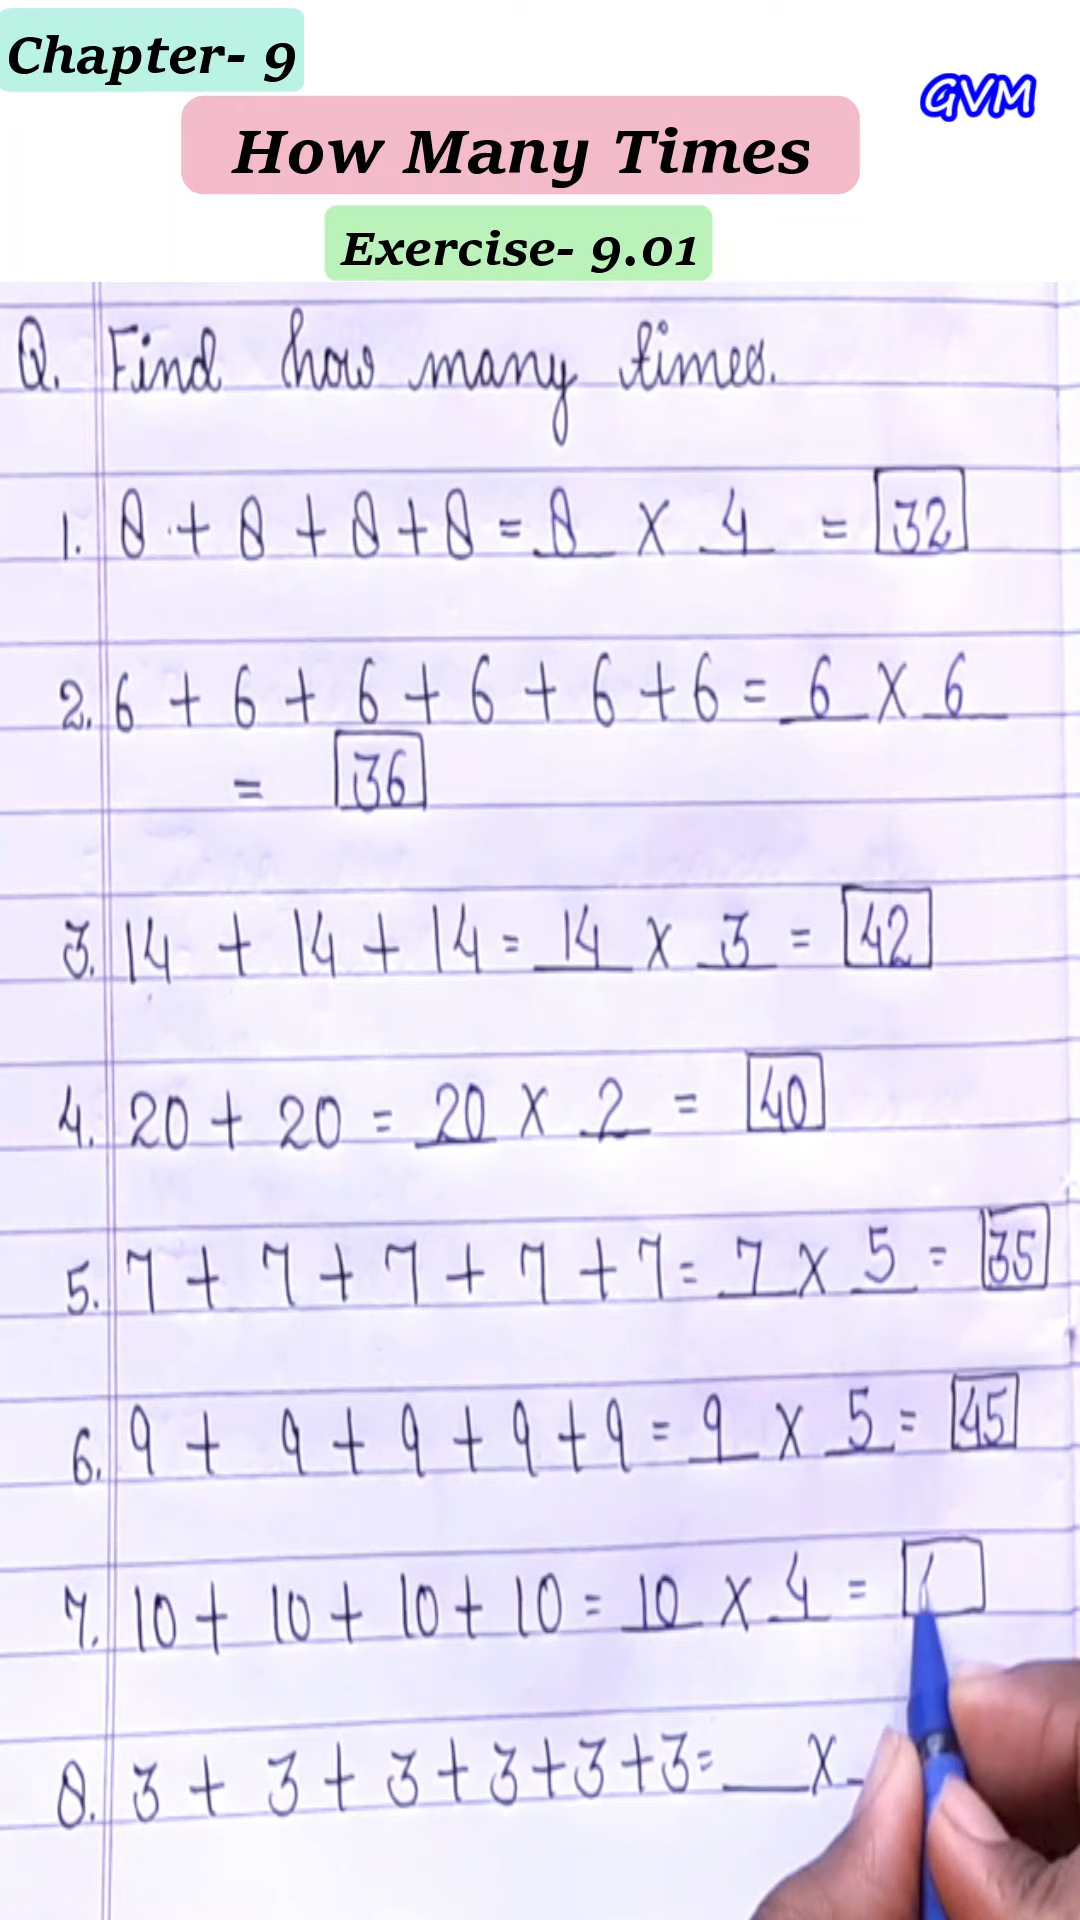 Chapter- 9
GVM
How Many Times
Exercise- 9.01
Q. Find how many times.
1. 8 + 8 + 8 + 8 = 8 X 4 = 32
2. 6 + 6 + 6 + 6 + 6 + 6 = 6 X 6
= 36
3. 14 + 14 + 14 = 14 X 3 = 42
4. 20 + 20 = 20 X 2 = 40
5. 7 + 7 + 7 + 7 + 7 = 7 X 5 = 35
6. 9 + 9 + 9 + 9 + 9 = 9 X 5 = 45
7. 10 + 10 + 10 + 10 = 10 X 4 =
8. 3 + 3 + 3 + 3 + 3 + 3 = __ X _